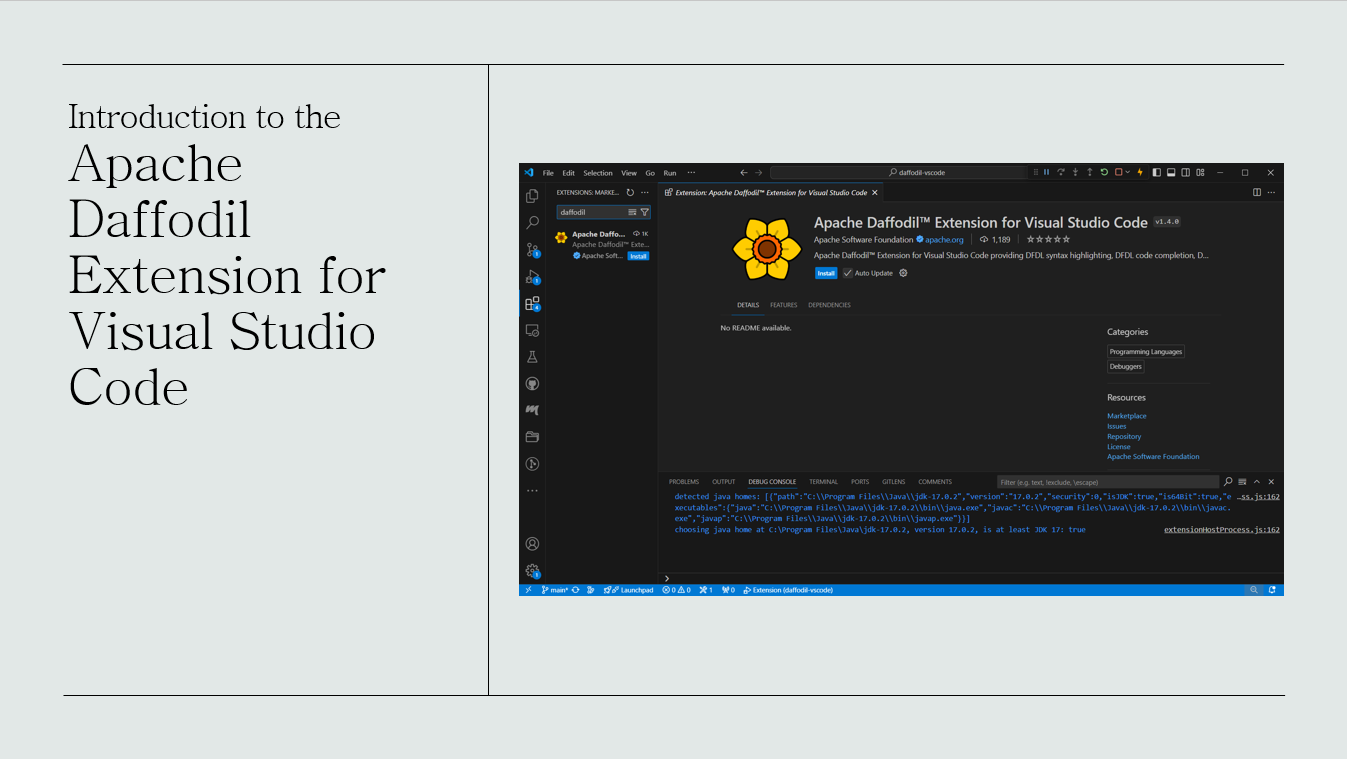 Introduction to the
Apache
Daffodil
Extension for
Visual Studio
Code
File Edit Selection View Go Run ···
daffodil-vscode
EXTENSIONS: MARKE...
Extension: Apache Daffodil™ Extension for Visual Studio Code
daffodil
Apache Daffo... 1K
Apache Daffodil™ Exte...
Apache Soft... Install
Apache Daffodil™ Extension for Visual Studio Code v1.4.0
Apache Software Foundation apache.org 1,189
Apache Daffodil™ Extension for Visual Studio Code providing DFDL syntax highlighting, DFDL code completion, D...
Install Auto Update
DETAILS FEATURES DEPENDENCIES
No README available.
Categories
Programming Languages
Debuggers
Resources
Marketplace
Issues
Repository
License
Apache Software Foundation
1
1
4
1
PROBLEMS OUTPUT DEBUG CONSOLE TERMINAL PORTS GITLENS COMMENTS Filter (e.g. text, !exclude, \escape)
detected java homes: [{"path":"C:\\Program Files\\Java\\jdk-17.0.2","version":"17.0.2","security":0,"isJDK":true,"is64Bit":true,"e …ss.js:162
xecutables":{"java":"C:\\Program Files\\Java\\jdk-17.0.2\\bin\\java.exe","javac":"C:\\Program Files\\Java\\jdk-17.0.2\\bin\\javac.
exe","javap":"C:\\Program Files\\Java\\jdk-17.0.2\\bin\\javap.exe"}}]
choosing java home at C:\Program Files\Java\jdk-17.0.2, version 17.0.2, is at least JDK 17: true extensionHostProcess.js:162
main* Launchpad 0 0 1 0 Extension (daffodil-vscode)